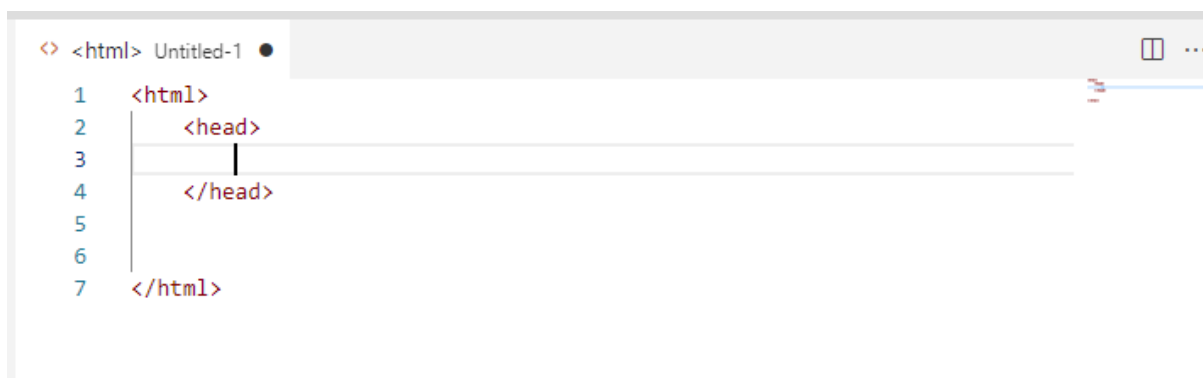 <> <html> Untitled-1 ●
1 <html>
2     <head>
3
4     </head>
5
6
7 </html>